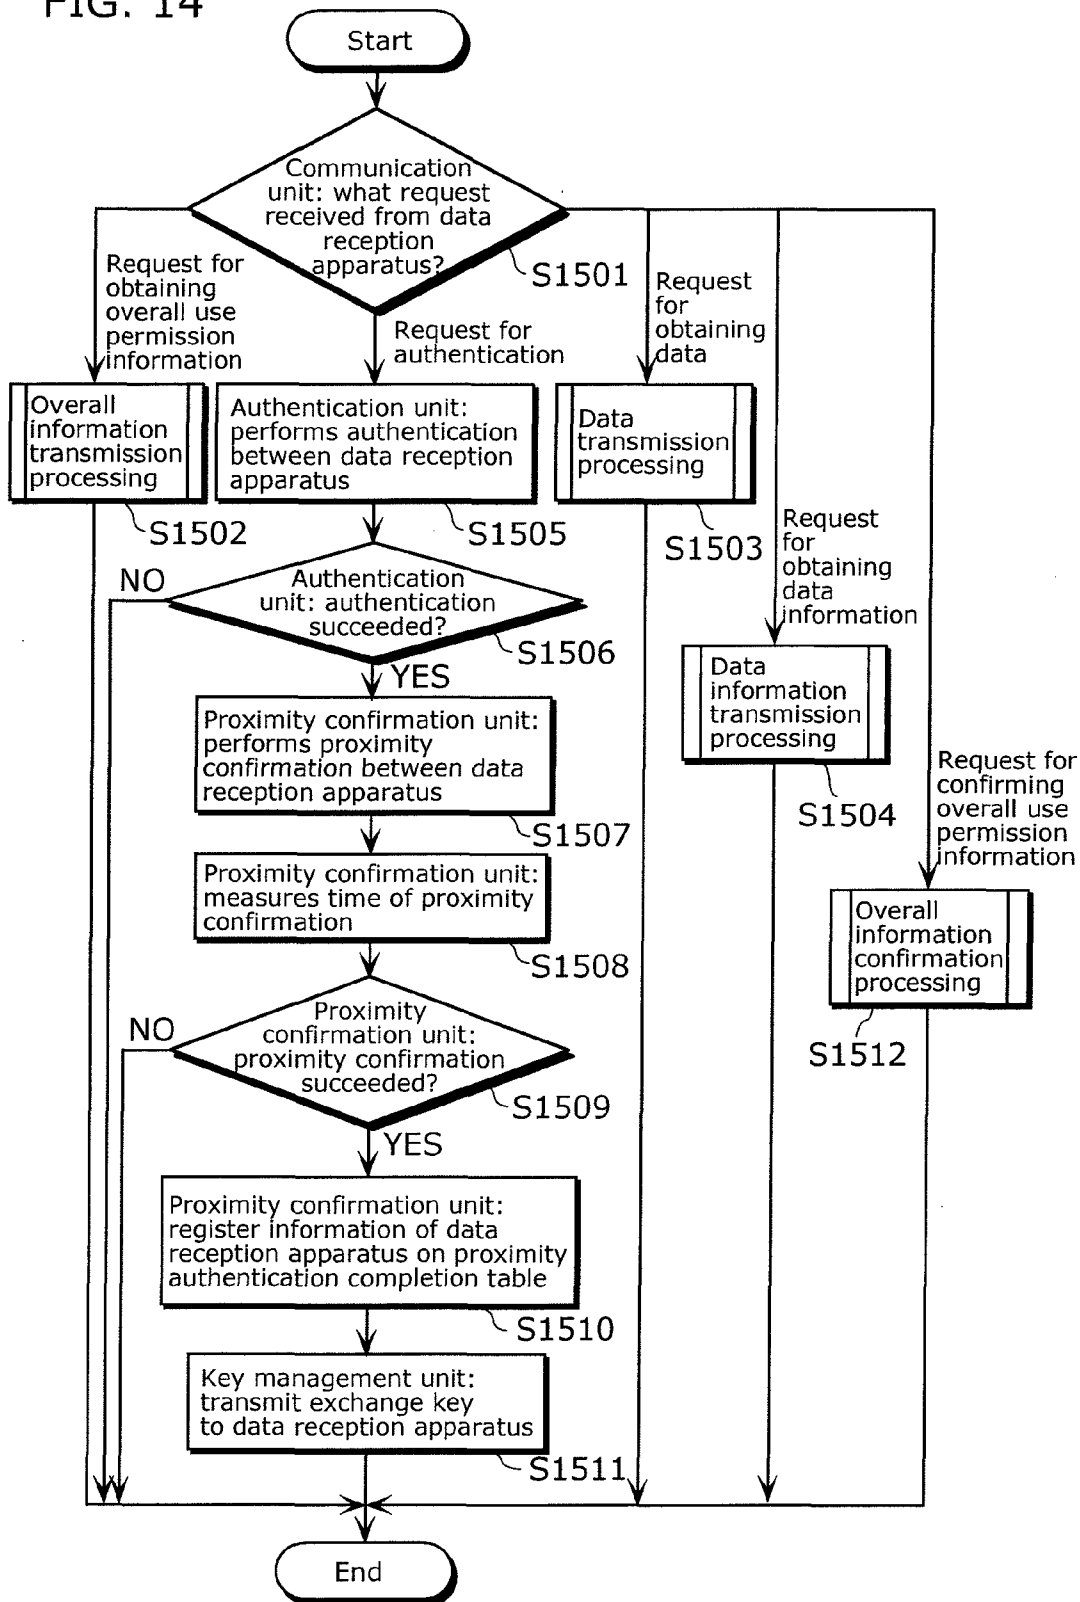 FIG. 14
Start
Communication
unit: what request
received from data
reception
apparatus?
S1501
Request for
obtaining
overall use
permission
information
Request for
authentication
Request
for
obtaining
data
Overall
information
transmission
processing
S1502
Authentication unit:
performs authentication
between data reception
apparatus
S1505
Data
transmission
processing
S1503
Request
for
obtaining
data
information
NO
Authentication
unit: authentication
succeeded?
S1506
YES
Data
information
transmission
processing
S1504
Proximity confirmation unit:
performs proximity
confirmation between data
reception apparatus
S1507
Request for
confirming
overall use
permission
information
Proximity confirmation unit:
measures time of proximity
confirmation
S1508
Overall
information
confirmation
processing
S1512
NO
Proximity
confirmation unit:
proximity confirmation
succeeded?
S1509
YES
Proximity confirmation unit:
register information of data
reception apparatus on proximity
authentication completion table
S1510
Key management unit:
transmit exchange key
to data reception apparatus
S1511
End